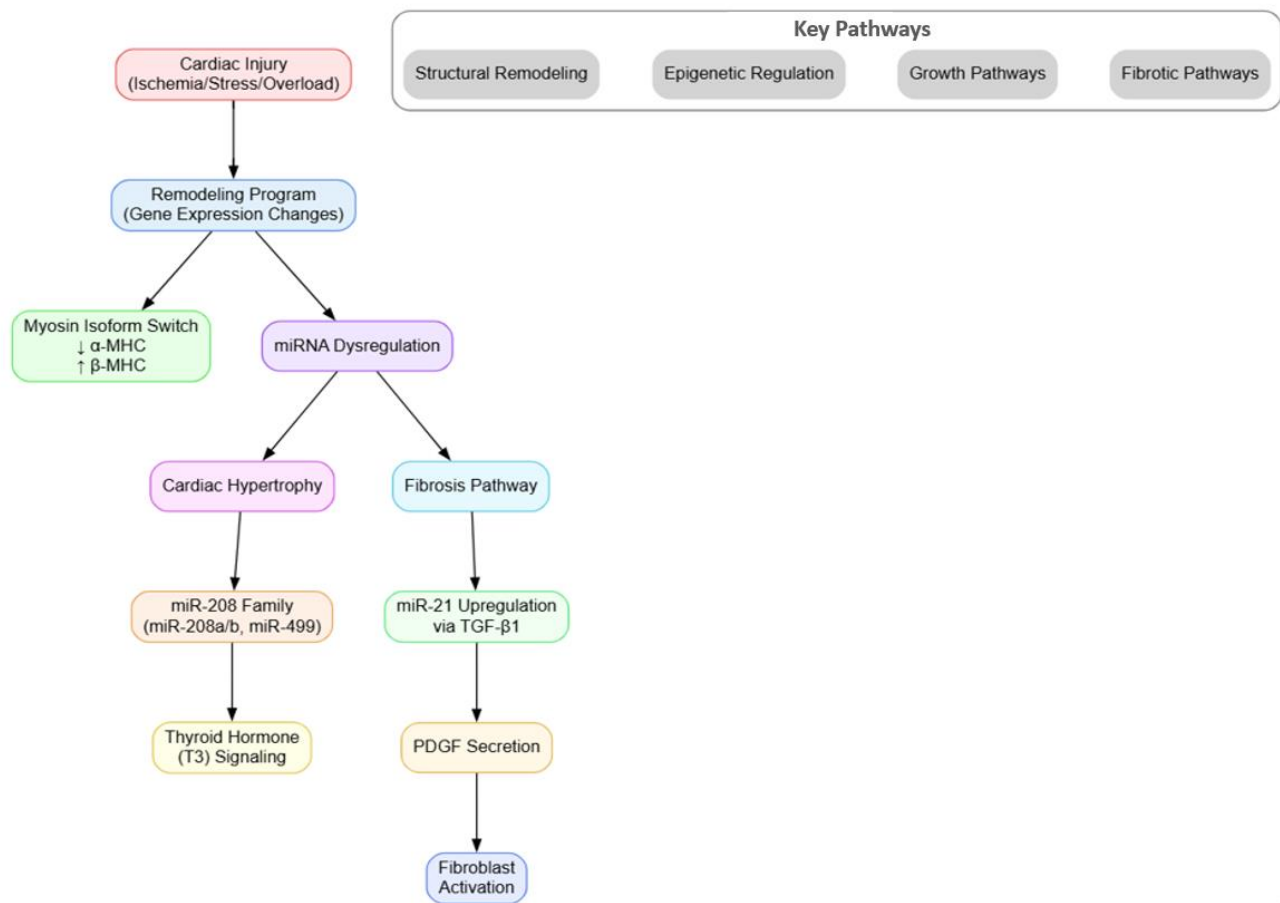 Key Pathways
Structural Remodeling
Epigenetic Regulation
Growth Pathways
Fibrotic Pathways
Cardiac Injury
(Ischemia/Stress/Overload)
Remodeling Program
(Gene Expression Changes)
Myosin Isoform Switch
↓ α-MHC
↑ β-MHC
miRNA Dysregulation
Cardiac Hypertrophy
Fibrosis Pathway
miR-208 Family
(miR-208a/b, miR-499)
miR-21 Upregulation
via TGF-β1
Thyroid Hormone
(T3) Signaling
PDGF Secretion
Fibroblast
Activation